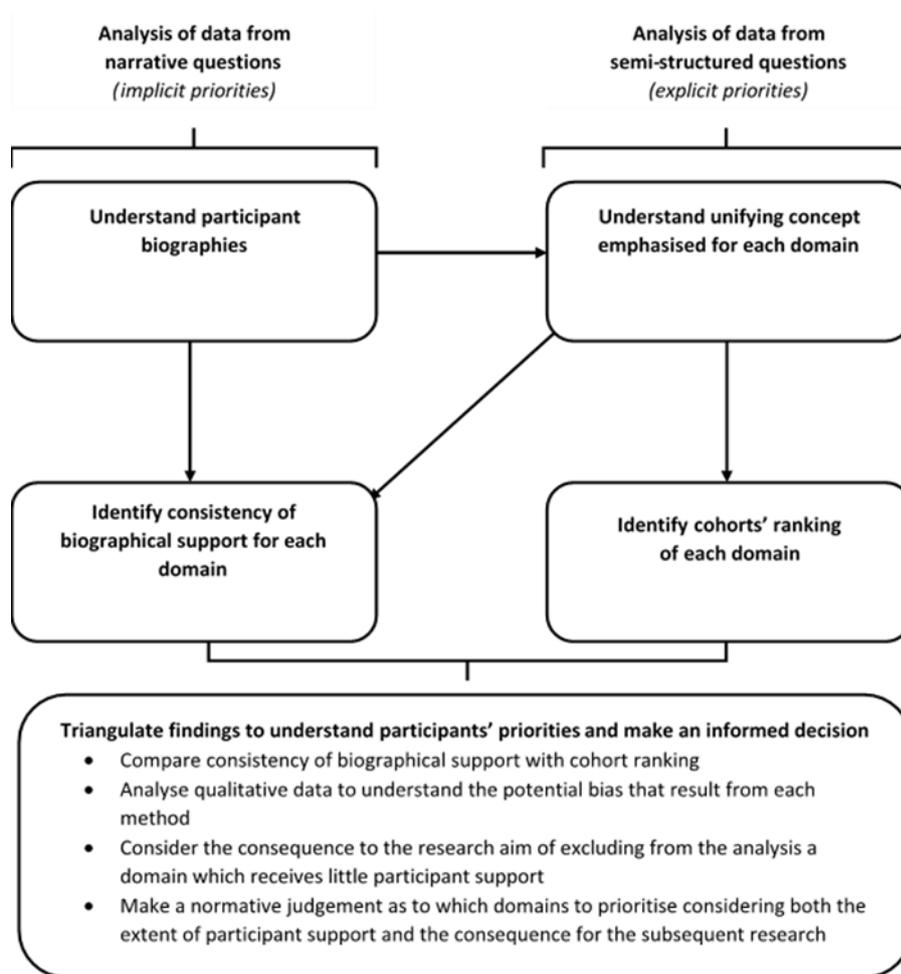 Analysis of data from
narrative questions
(implicit priorities)
Analysis of data from
semi-structured questions
(explicit priorities)
Understand participant
biographies
Understand unifying concept
emphasised for each domain
Identify consistency of
biographical support for each
domain
Identify cohorts' ranking
of each domain
Triangulate findings to understand participants' priorities and make an informed decision
• Compare consistency of biographical support with cohort ranking
• Analyse qualitative data to understand the potential bias that result from each
method
• Consider the consequence to the research aim of excluding from the analysis a
domain which receives little participant support
• Make a normative judgement as to which domains to prioritise considering both the
extent of participant support and the consequence for the subsequent research